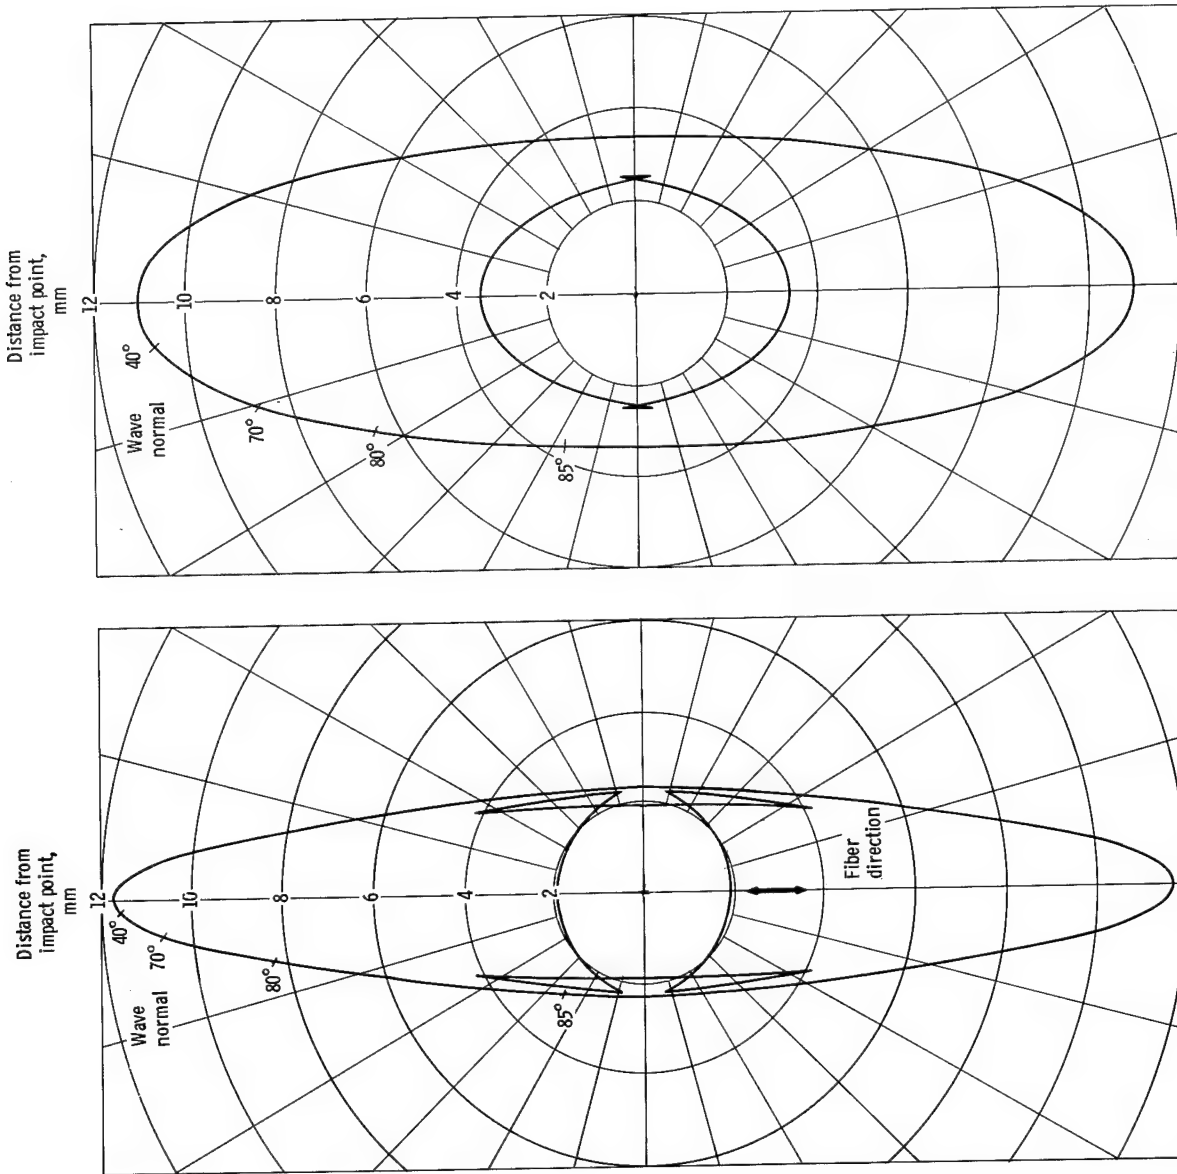 Distance from
impact point,
mm
12
10
8
6
4
2
40°
Wave
normal
70°
80°
85°
Distance from
impact point,
mm
12
10
8
6
4
2
40°
70°
Wave
normal
80°
85°
Fiber
direction